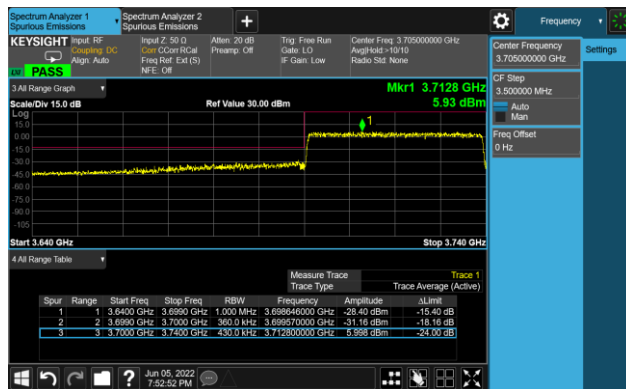 Spectrum Analyzer 1
Spurious Emissions
Spectrum Analyzer 2
Spurious Emissions
+
Frequency
KEYSIGHT
Input: RF
Coupling: DC
Align: Auto
Input Z: 50 Ω
Corr CCorr RCal
Freq Ref: Ext (S)
NFE: Off
Atten: 20 dB
Preamp: Off
Trig: Free Run
Gate: LO
IF Gain: Low
Center Freq: 3.705000000 GHz
Avg|Hold:>10/10
Radio Std: None
PASS
Center Frequency
3.705000000 GHz
Settings
CF Step
3.500000 MHz
Auto
Man
Freq Offset
0 Hz
3 All Range Graph
Mkr1 3.7128 GHz
Scale/Div 15.0 dB
Ref Value 30.00 dBm
5.93 dBm
Log
15.0
0.00
-15.0
-30.0
-45.0
-60.0
-75.0
-90.0
-105
1
Start 3.640 GHz
Stop 3.740 GHz
4 All Range Table
Measure Trace Trace 1
Trace Type Trace Average (Active)
Spur Range Start Freq Stop Freq RBW Frequency Amplitude ΔLimit
1 1 3.6400 GHz 3.6990 GHz 1.000 MHz 3.698646000 GHz -28.40 dBm -15.40 dB
2 2 3.6990 GHz 3.7000 GHz 360.0 kHz 3.699570000 GHz -31.16 dBm -18.16 dB
3 3 3.7000 GHz 3.7400 GHz 430.0 kHz 3.712800000 GHz 5.998 dBm -24.00 dB
?
Jun 05, 2022
7:52:52 PM